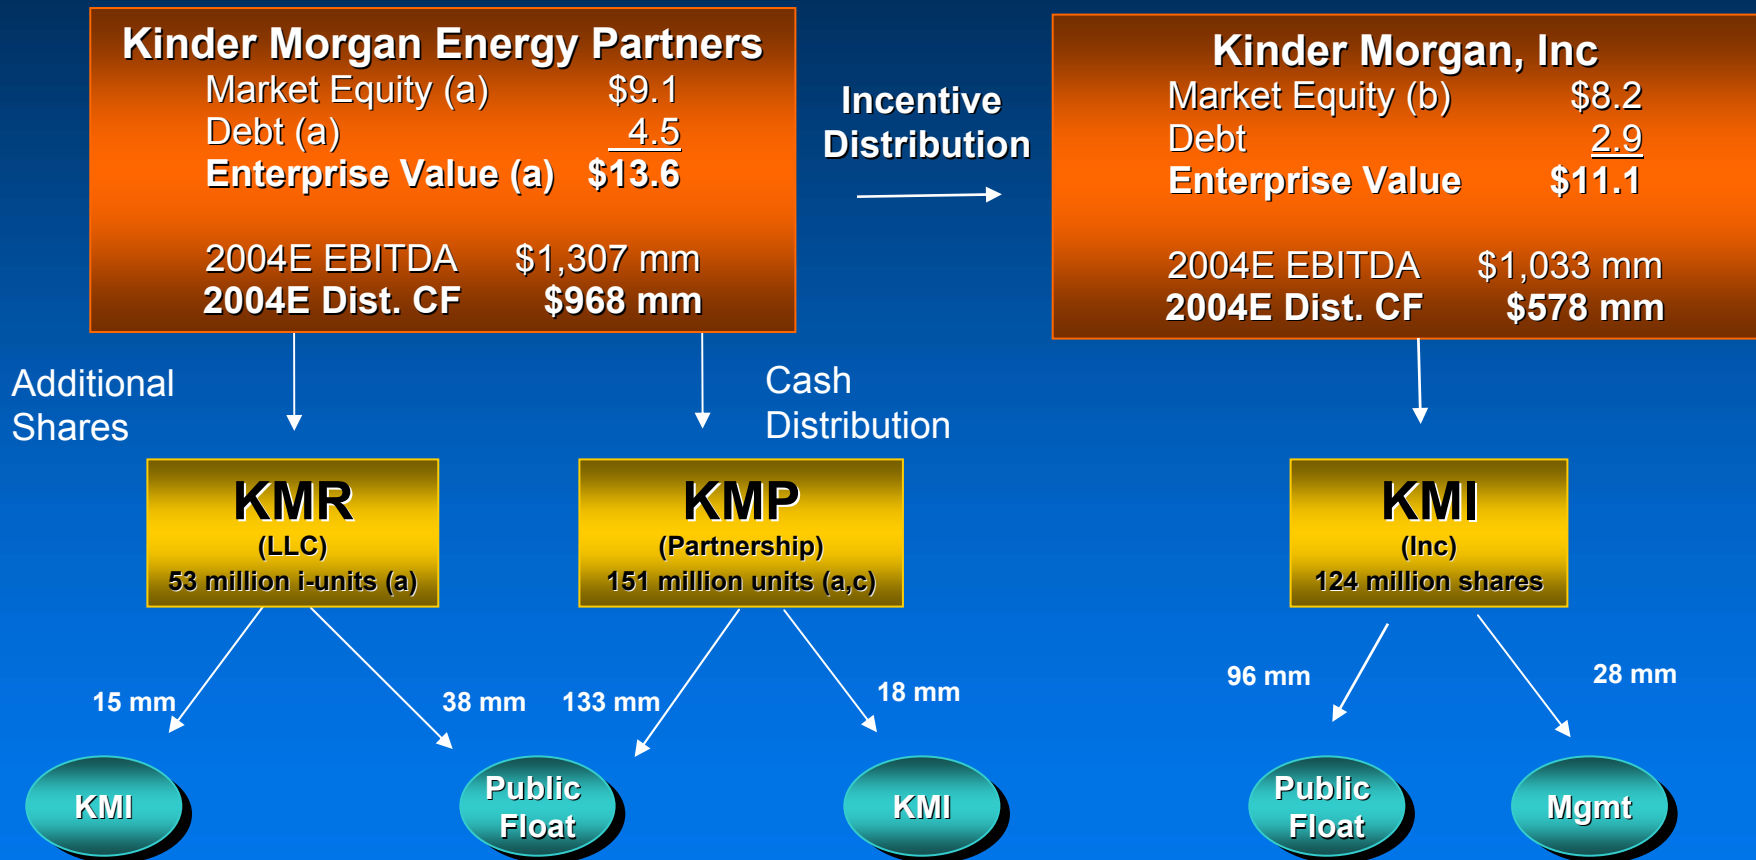 Kinder Morgan Energy Partners
Market Equity (a) $9.1
Debt (a) 4.5
Enterprise Value (a) $13.6
2004E EBITDA $1,307 mm
2004E Dist. CF $968 mm
Incentive
Distribution
Kinder Morgan, Inc
Market Equity (b) $8.2
Debt 2.9
Enterprise Value $11.1
2004E EBITDA $1,033 mm
2004E Dist. CF $578 mm
Additional
Shares
Cash
Distribution
KMR
(LLC)
53 million i-units (a)
KMP
(Partnership)
151 million units (a,c)
KMI
(Inc)
124 million shares
15 mm
38 mm
133 mm
18 mm
96 mm
28 mm
KMI
Public
Float
KMI
Public
Float
Mgmt